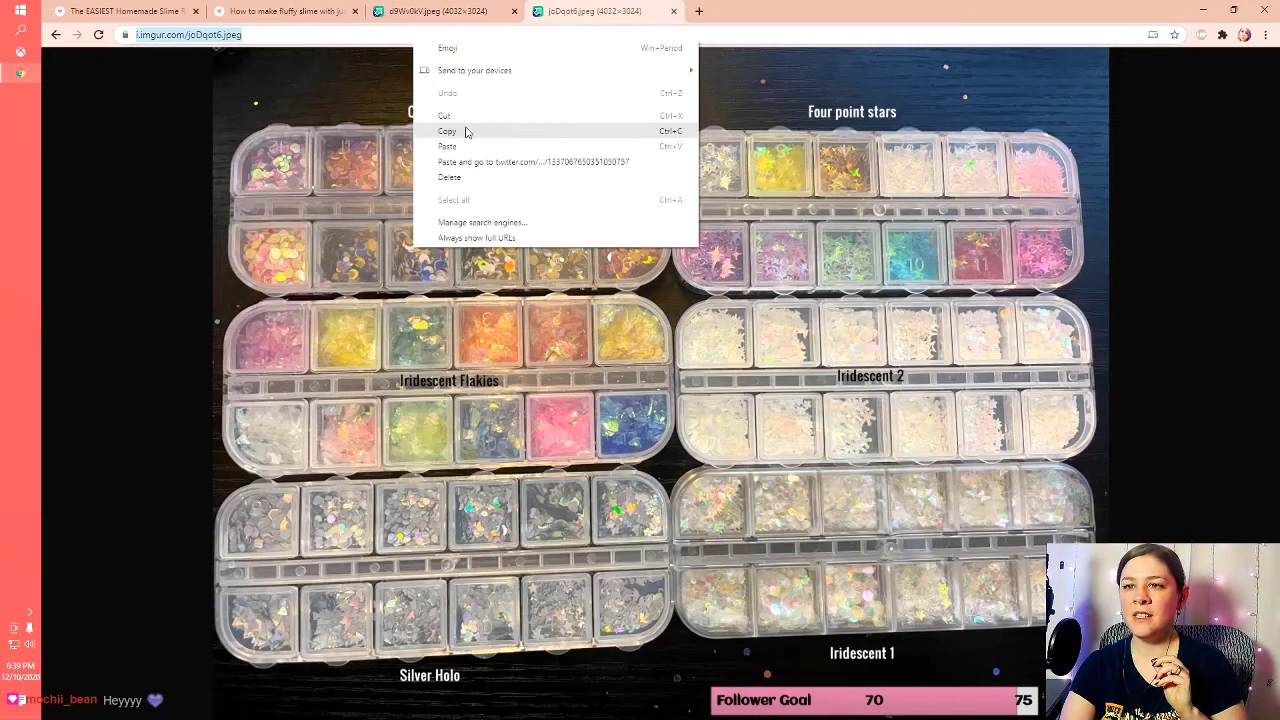 The EASIEST Homemade Slime R
How to make fluffy slime with ju
d9Wv0kV.jpeg (4032×3024)
joDqot6.jpeg (4032×3024)
i.imgur.com/joDqot6.jpeg
Emoji Win+Period
Send to your devices
Undo Ctrl+Z
Cut Ctrl+X
Copy Ctrl+C
Paste Ctrl+V
Paste and go to twitter.com/.../1337067650351050757
Delete
Select all Ctrl+A
Manage search engines...
Always show full URLs
Four point stars
10 11
Iridescent Flakies
Iridescent 2
Silver Holo
Iridescent 1
6:39 PM
12/10/2020
mochii_bean Heyyyy
Follower Goal 70 75